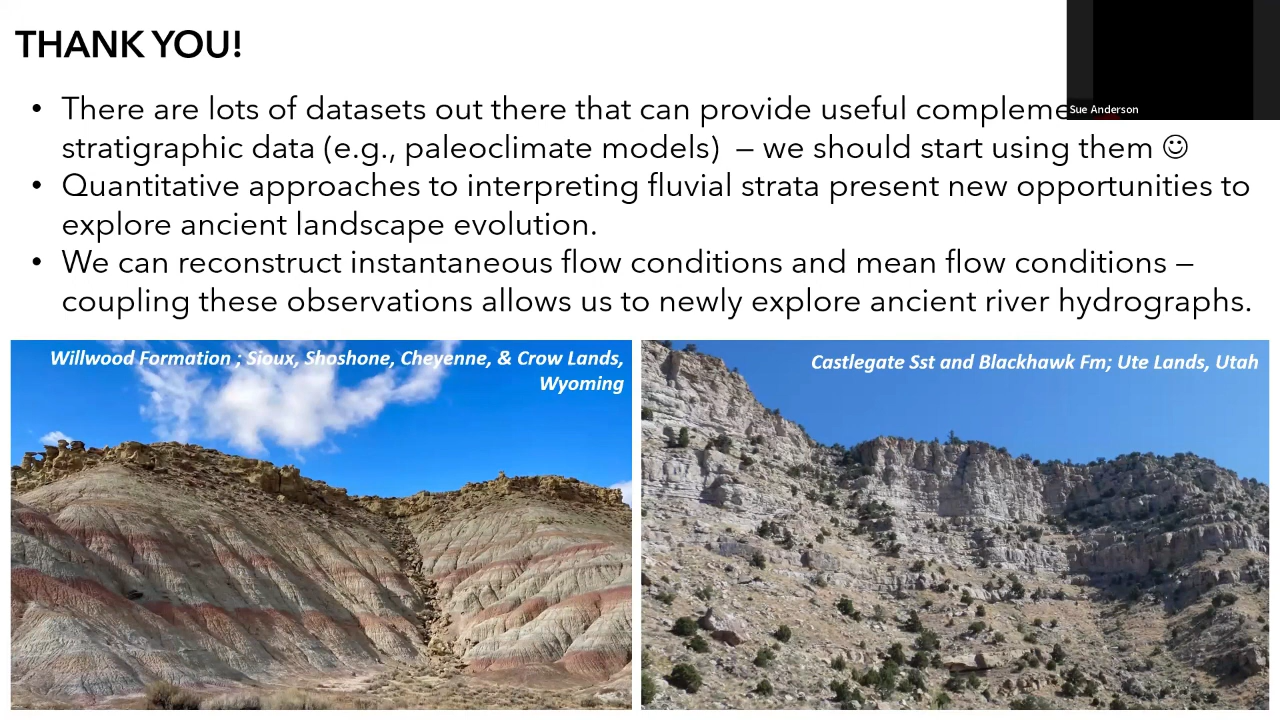 THANK YOU!
Sue Anderson
• There are lots of datasets out there that can provide useful
stratigraphic data (e.g., paleoclimate models) – we should start using them ☺
• Quantitative approaches to interpreting fluvial strata present new opportunities to
explore ancient landscape evolution.
• We can reconstruct instantaneous flow conditions and mean flow conditions –
coupling these observations allows us to newly explore ancient river hydrographs.
Willwood Formation ; Sioux, Shoshone, Cheyenne, & Crow Lands,
Wyoming
Castlegate Sst and Blackhawk Fm; Ute Lands, Utah